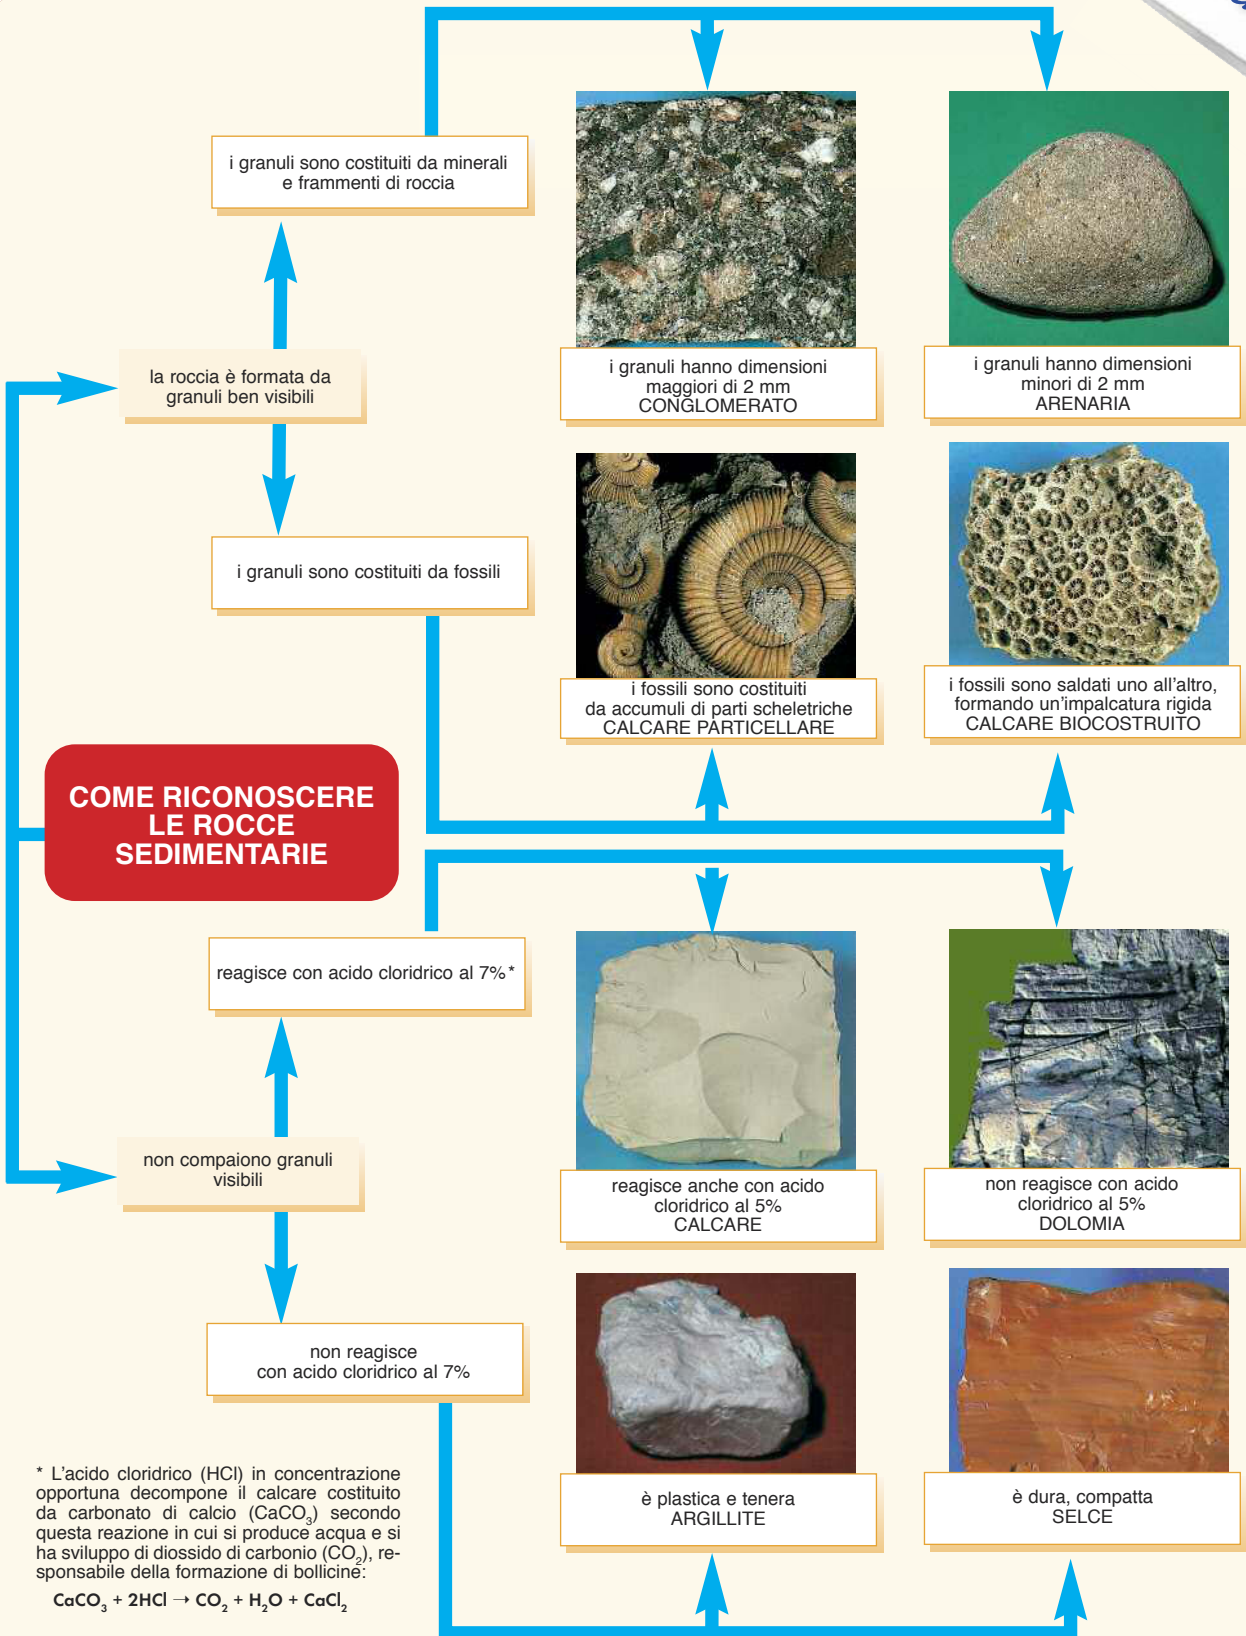 i granuli sono costituiti da minerali
e frammenti di roccia
i granuli hanno dimensioni
maggiori di 2 mm
CONGLOMERATO
i granuli hanno dimensioni
minori di 2 mm
ARENARIA
la roccia è formata da
granuli ben visibili
i granuli sono costituiti da fossili
i fossili sono costituiti
da accumuli di parti scheletriche
CALCARE PARTICELLARE
i fossili sono saldati uno all'altro,
formando un'impalcatura rigida
CALCARE BIOCOSTRUITO
COME RICONOSCERE
LE ROCCE
SEDIMENTARIE
reagisce con acido cloridrico al 7%*
non compaiono granuli
visibili
reagisce anche con acido
cloridrico al 5%
CALCARE
non reagisce con acido
cloridrico al 5%
DOLOMIA
non reagisce
con acido cloridrico al 7%
è plastica e tenera
ARGILLITE
è dura, compatta
SELCE
* L'acido cloridrico (HCl) in concentrazione
opportuna decompone il calcare costituito
da carbonato di calcio (CaCO₃) secondo
questa reazione in cui si produce acqua e si
ha sviluppo di diossido di carbonio (CO₂), re-
sponsabile della formazione di bollicine:
CaCO₃ + 2HCl → CO₂ + H₂O + CaCl₂